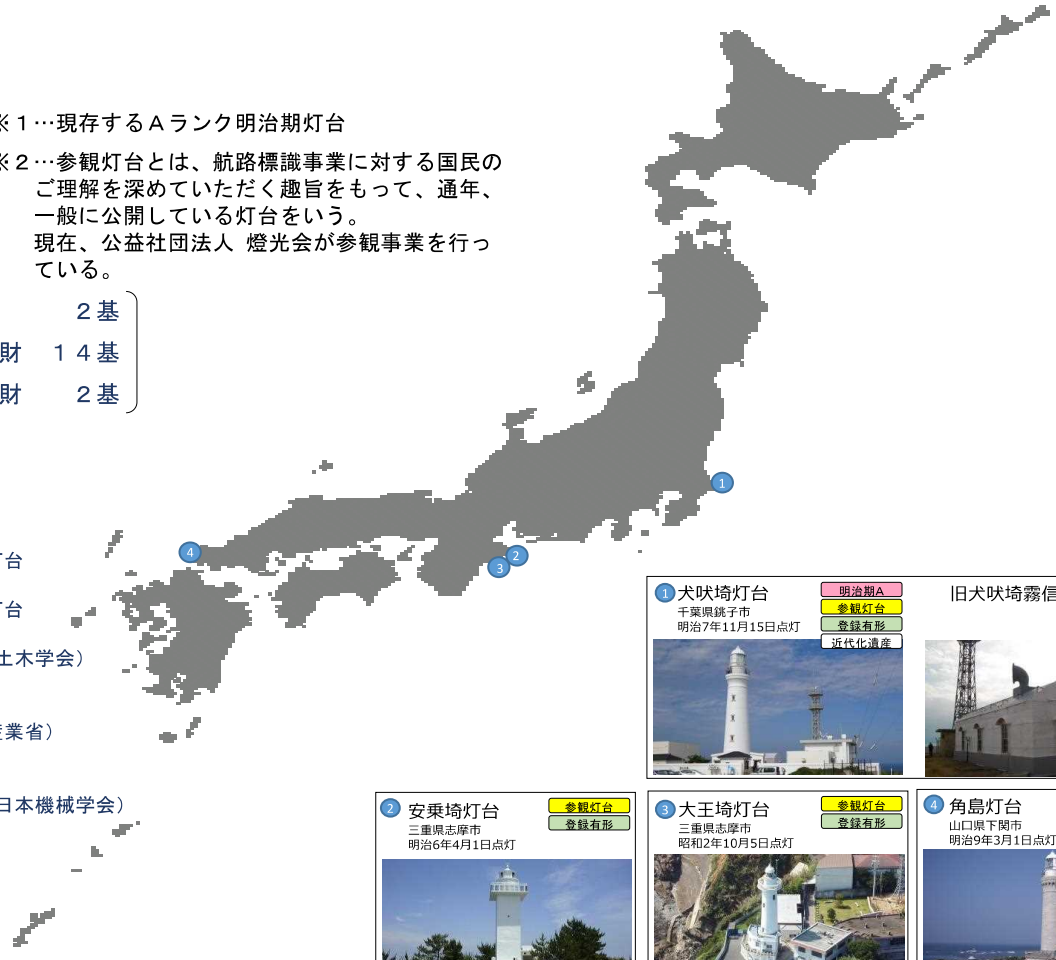 ※１…現存するＡランク明治期灯台
※２…参観灯台とは、航路標識事業に対する国民の
ご理解を深めていただく趣旨をもって、通年、
一般に公開している灯台をいう。
現在、公益社団法人 燈光会が参観事業を行っ
ている。
２基
財 １４基
財 ２基
灯台
灯台
土木学会）
産業省）
日本機械学会）
1
2
3
4
1 犬吠埼灯台
千葉県銚子市
明治7年11月15日点灯
明治期A
参観灯台
登録有形
近代化遺産
旧犬吠埼霧信
2 安乗埼灯台
三重県志摩市
明治6年4月1日点灯
参観灯台
登録有形
3 大王埼灯台
三重県志摩市
昭和2年10月5日点灯
参観灯台
登録有形
4 角島灯台
山口県下関市
明治9年3月1日点灯